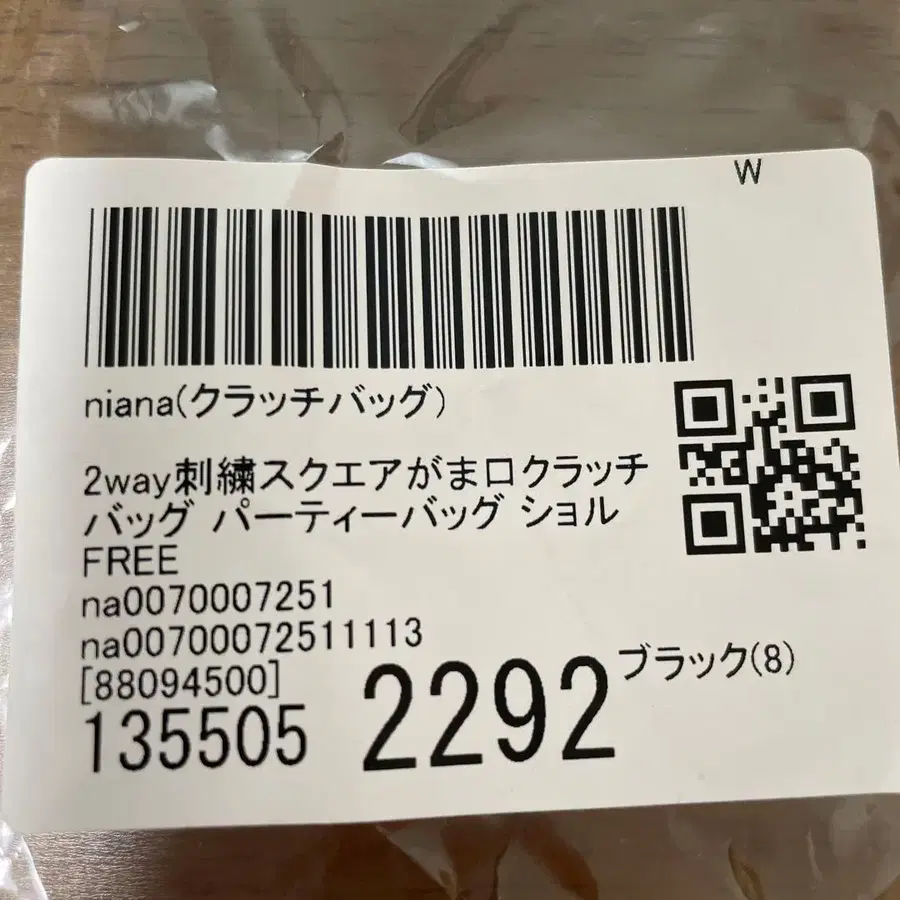 W
niana(クラッチバッグ)
2way刺繍スクエアがま口クラッチ
バッグ パーティーバッグ ショル
FREE
na0070007251
na00700072511113
[88094500]
ブラック(8)
135505 2292